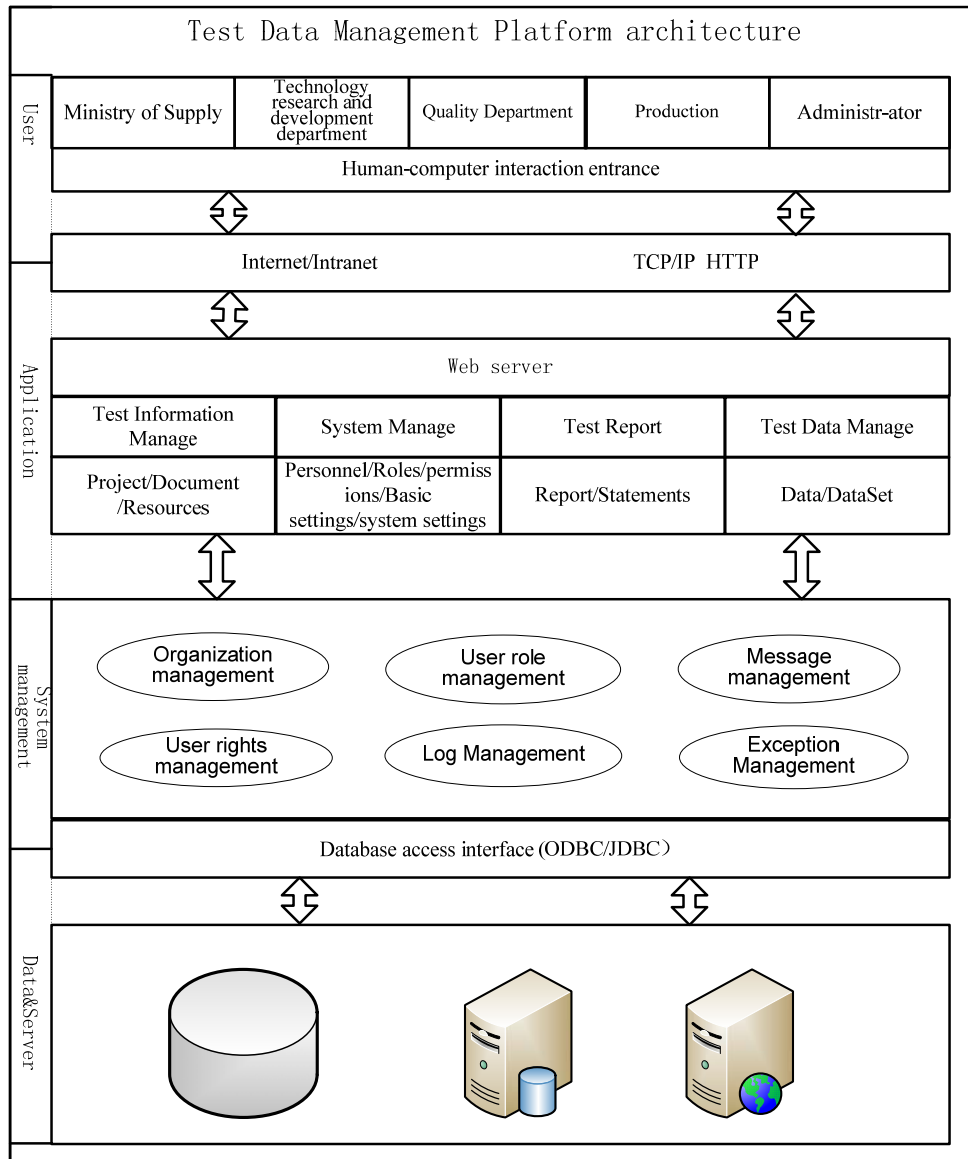 Test Data Management Platform architecture
User
Ministry of Supply
Technology
research and
development
department
Quality Department
Production
Administr-ator
Human-computer interaction entrance
Internet/Intranet
TCP/IP HTTP
Application
Web server
Test Information
Manage
System Manage
Test Report
Test Data Manage
Project/Document
/Resources
Personnel/Roles/permiss
ions/Basic
settings/system settings
Report/Statements
Data/DataSet
System
management
Organization
management
User role
management
Message
management
User rights
management
Log Management
Exception
Management
Database access interface (ODBC/JDBC）
Data&Server